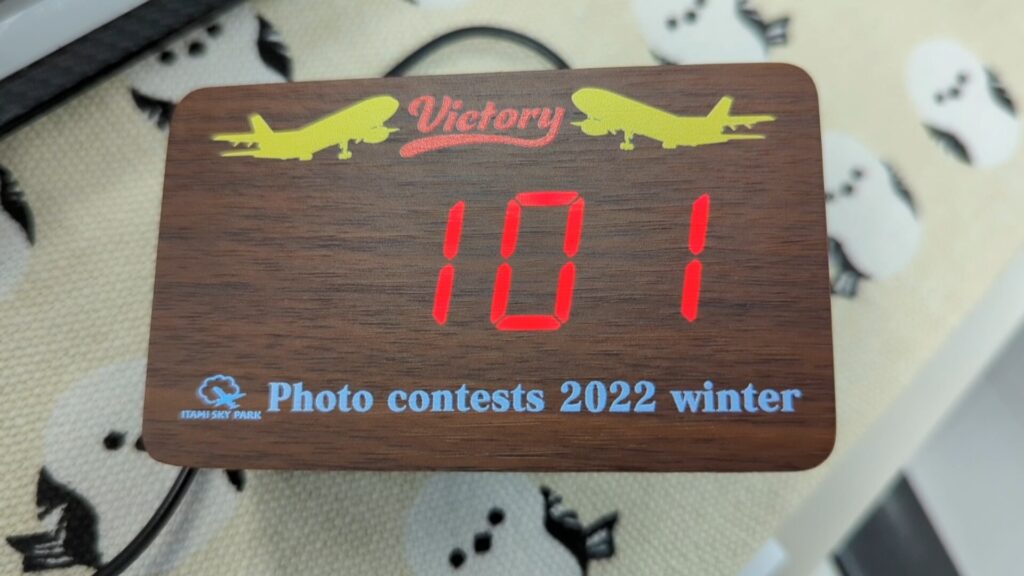 Victory
101
ITAMI SKY PARK
Photo contests 2022 winter